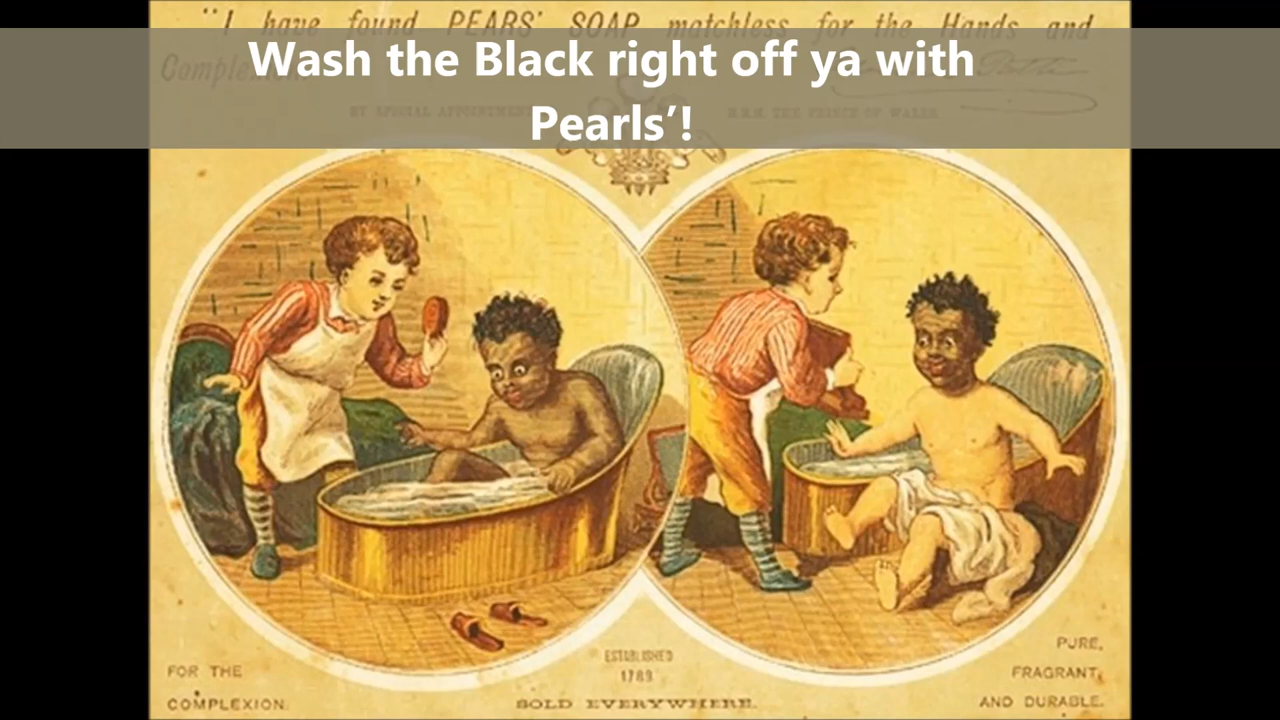 “I have found PEARS’ SOAP matchless for the Hands and
Wash the Black right off ya with
Pearls’!
BY SPECIAL APPOINTMENT
H.R.H. THE PRINCE OF WALES
FOR THE
COMPLEXION.
ESTABLISHED
1789
SOLD EVERYWHERE.
PURE,
FRAGRANT,
AND DURABLE.